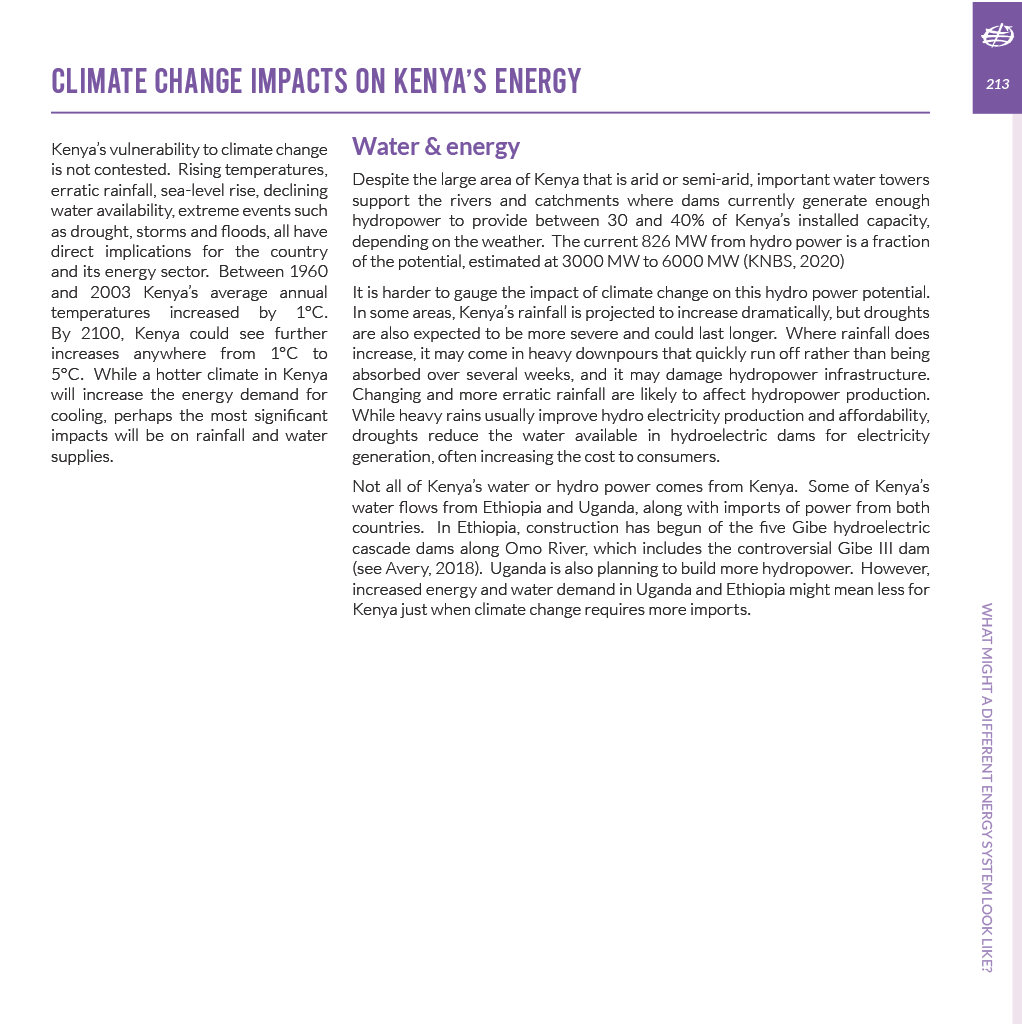 213
CLIMATE CHANGE IMPACTS ON KENYA’S ENERGY
Kenya’s vulnerability to climate change
is not contested.  Rising temperatures,
erratic rainfall, sea-level rise, declining
water availability, extreme events such
as drought, storms and floods, all have
direct implications for the country
and its energy sector.  Between 1960
and 2003 Kenya’s average annual
temperatures increased by 1°C.
By 2100, Kenya could see further
increases anywhere from 1°C to
5°C.  While a hotter climate in Kenya
will increase the energy demand for
cooling, perhaps the most significant
impacts will be on rainfall and water
supplies.
Water & energy
Despite the large area of Kenya that is arid or semi-arid, important water towers
support the rivers and catchments where dams currently generate enough
hydropower to provide between 30 and 40% of Kenya’s installed capacity,
depending on the weather.  The current 826 MW from hydro power is a fraction
of the potential, estimated at 3000 MW to 6000 MW (KNBS, 2020)
It is harder to gauge the impact of climate change on this hydro power potential.
In some areas, Kenya’s rainfall is projected to increase dramatically, but droughts
are also expected to be more severe and could last longer.  Where rainfall does
increase, it may come in heavy downpours that quickly run off rather than being
absorbed over several weeks, and it may damage hydropower infrastructure.
Changing and more erratic rainfall are likely to affect hydropower production.
While heavy rains usually improve hydro electricity production and affordability,
droughts reduce the water available in hydroelectric dams for electricity
generation, often increasing the cost to consumers.
Not all of Kenya’s water or hydro power comes from Kenya.  Some of Kenya’s
water flows from Ethiopia and Uganda, along with imports of power from both
countries.  In Ethiopia, construction has begun of the five Gibe hydroelectric
cascade dams along Omo River, which includes the controversial Gibe III dam
(see Avery, 2018).  Uganda is also planning to build more hydropower.  However,
increased energy and water demand in Uganda and Ethiopia might mean less for
Kenya just when climate change requires more imports.
WHAT MIGHT A DIFFERENT ENERGY SYSTEM LOOK LIKE?